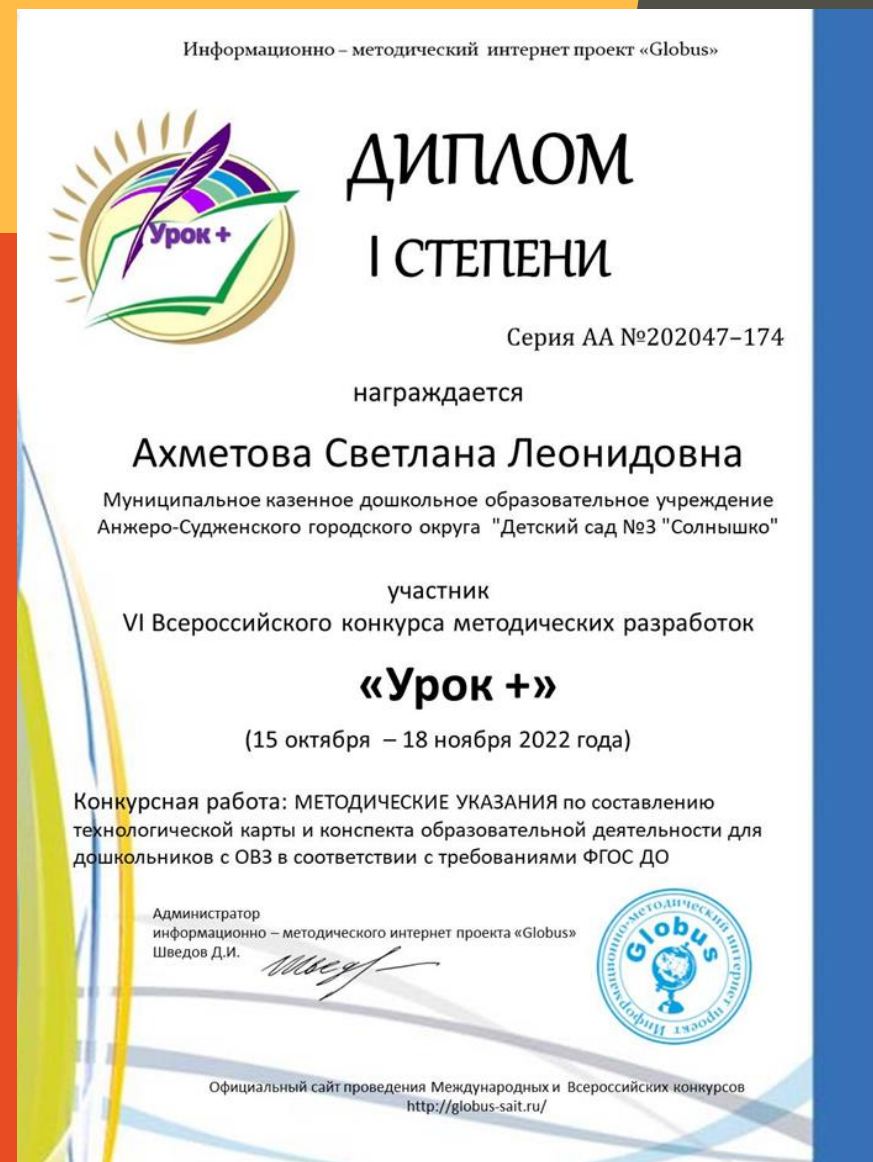 Информационно – методический интернет проект «Globus»
Урок +
ДИПЛОМ
I СТЕПЕНИ
Серия АА №202047–174
награждается
Ахметова Светлана Леонидовна
Муниципальное казенное дошкольное образовательное учреждение
Анжеро-Судженского городского округа "Детский сад №3 "Солнышко"
участник
VI Всероссийского конкурса методических разработок
«Урок +»
(15 октября – 18 ноября 2022 года)
Конкурсная работа: МЕТОДИЧЕСКИЕ УКАЗАНИЯ по составлению
технологической карты и конспекта образовательной деятельности для
дошкольников с ОВЗ в соответствии с требованиями ФГОС ДО
Администратор
информационно – методического интернет проекта «Globus»
Шведов Д.И.
Globus
Информационно-методический интернет проект
Официальный сайт проведения Международных и Всероссийских конкурсов
http://globus-sait.ru/